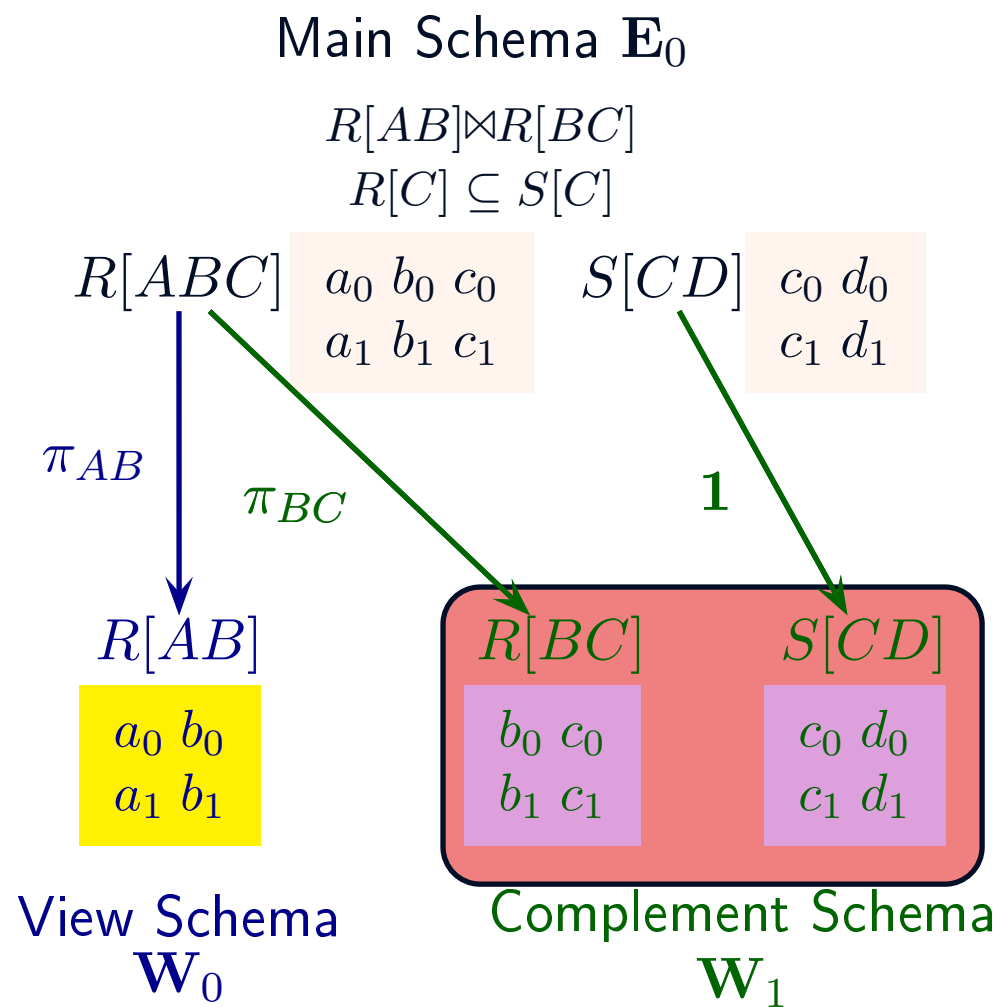 Main Schema E₀
R[AB]⋈R[BC]
R[C] ⊆ S[C]
R[ABC] a₀ b₀ c₀ S[CD] c₀ d₀
a₁ b₁ c₁ c₁ d₁
π_AB
π_BC
1
R[AB] R[BC] S[CD]
a₀ b₀ b₀ c₀ c₀ d₀
a₁ b₁ b₁ c₁ c₁ d₁
View Schema
W₀
Complement Schema
W₁